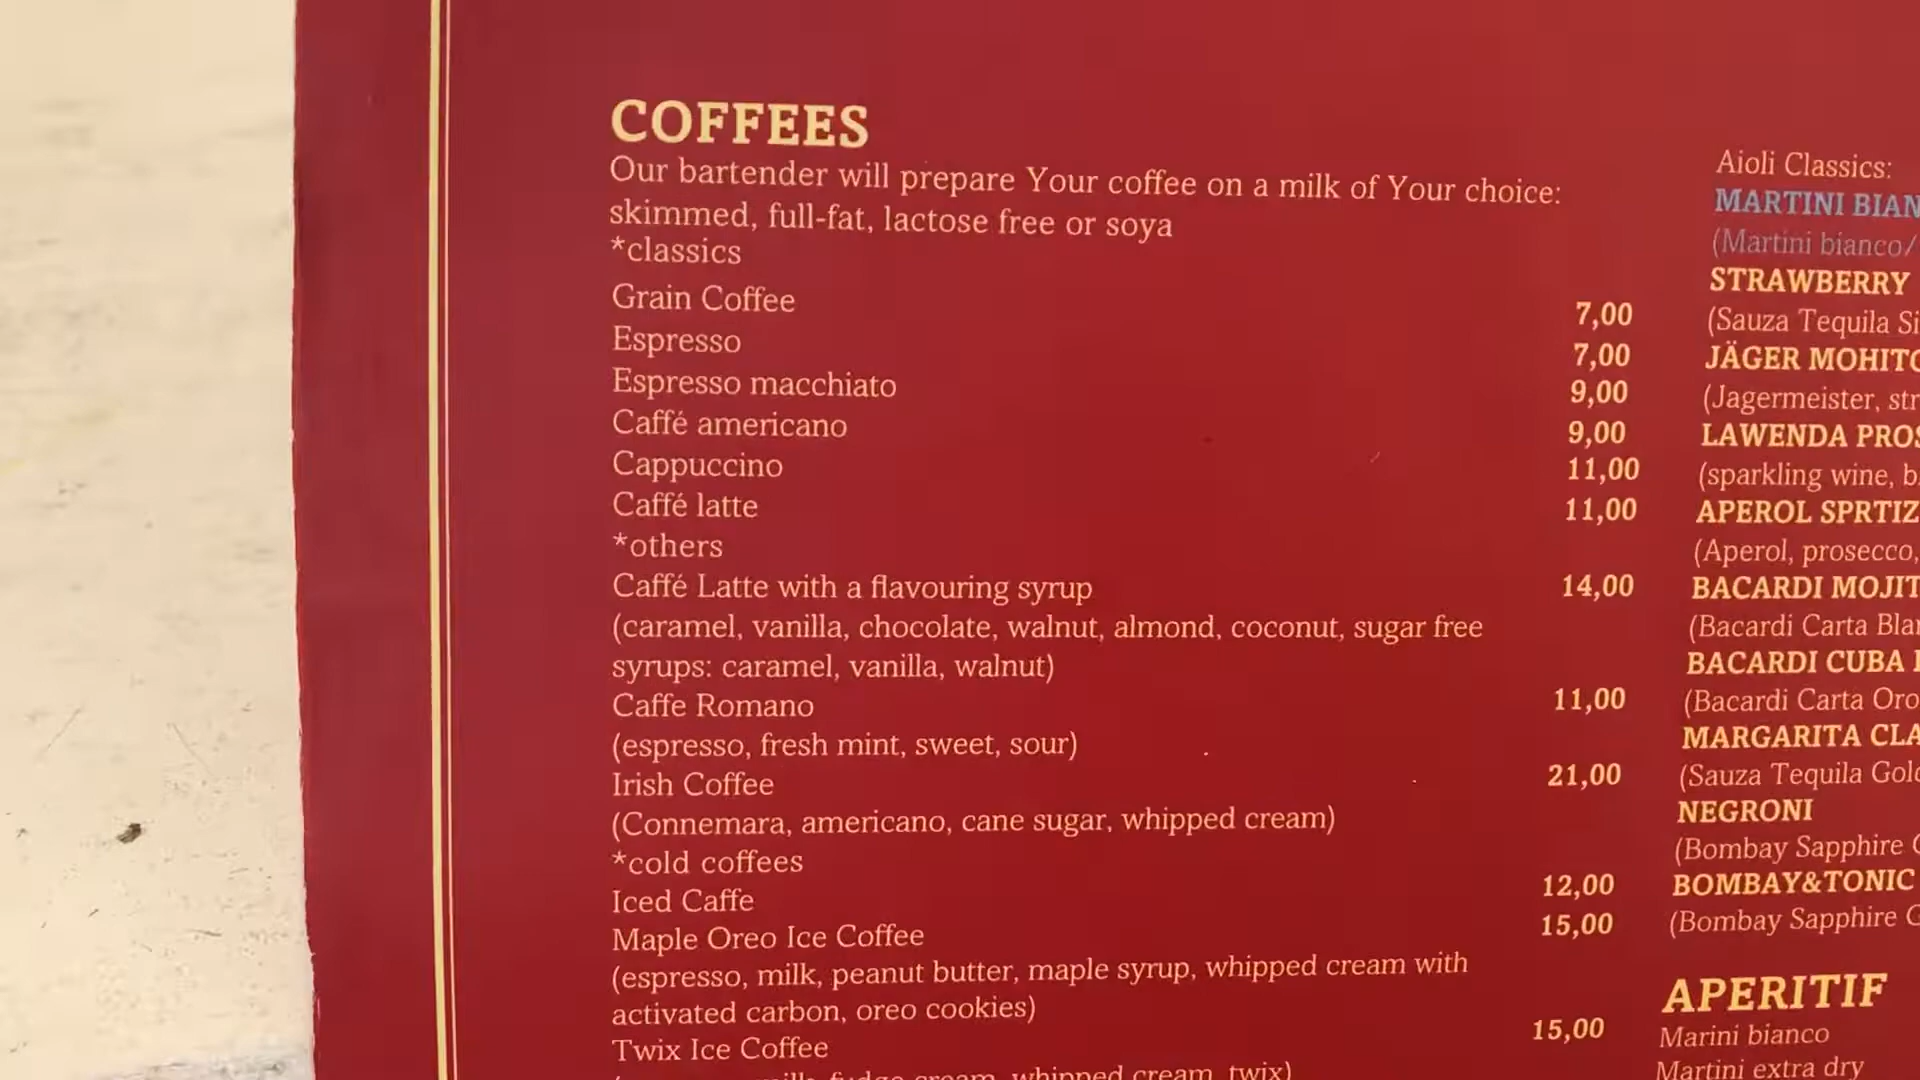 COFFEES
Our bartender will prepare Your coffee on a milk of Your choice:
skimmed, full-fat, lactose free or soya
*classics
Grain Coffee 7,00
Espresso 7,00
Espresso macchiato 9,00
Caffé americano 9,00
Cappuccino 11,00
Caffé latte 11,00
*others
Caffé Latte with a flavouring syrup 14,00
(caramel, vanilla, chocolate, walnut, almond, coconut, sugar free
syrups: caramel, vanilla, walnut)
Caffe Romano 11,00
(espresso, fresh mint, sweet, sour)
Irish Coffee 21,00
(Connemara, americano, cane sugar, whipped cream)
*cold coffees
Iced Caffe 12,00
Maple Oreo Ice Coffee 15,00
(espresso, milk, peanut butter, maple syrup, whipped cream with
activated carbon, oreo cookies)
Twix Ice Coffee 15,00
fudge cream, whipped cream, twix)
Aioli Classics:
MARTINI BIAN
(Martini bianco/
STRAWBERRY
(Sauza Tequila Si
JÄGER MOHITO
(Jagermeister, str
LAWENDA PROS
(sparkling wine, b
APEROL SPRTIZ
(Aperol, prosecco,
BACARDI MOJIT
(Bacardi Carta Blan
BACARDI CUBA
(Bacardi Carta Oro
MARGARITA CLA
(Sauza Tequila Gold
NEGRONI
(Bombay Sapphire G
BOMBAY&TONIC
(Bombay Sapphire G
APERITIF
Marini bianco
Martini extra dry